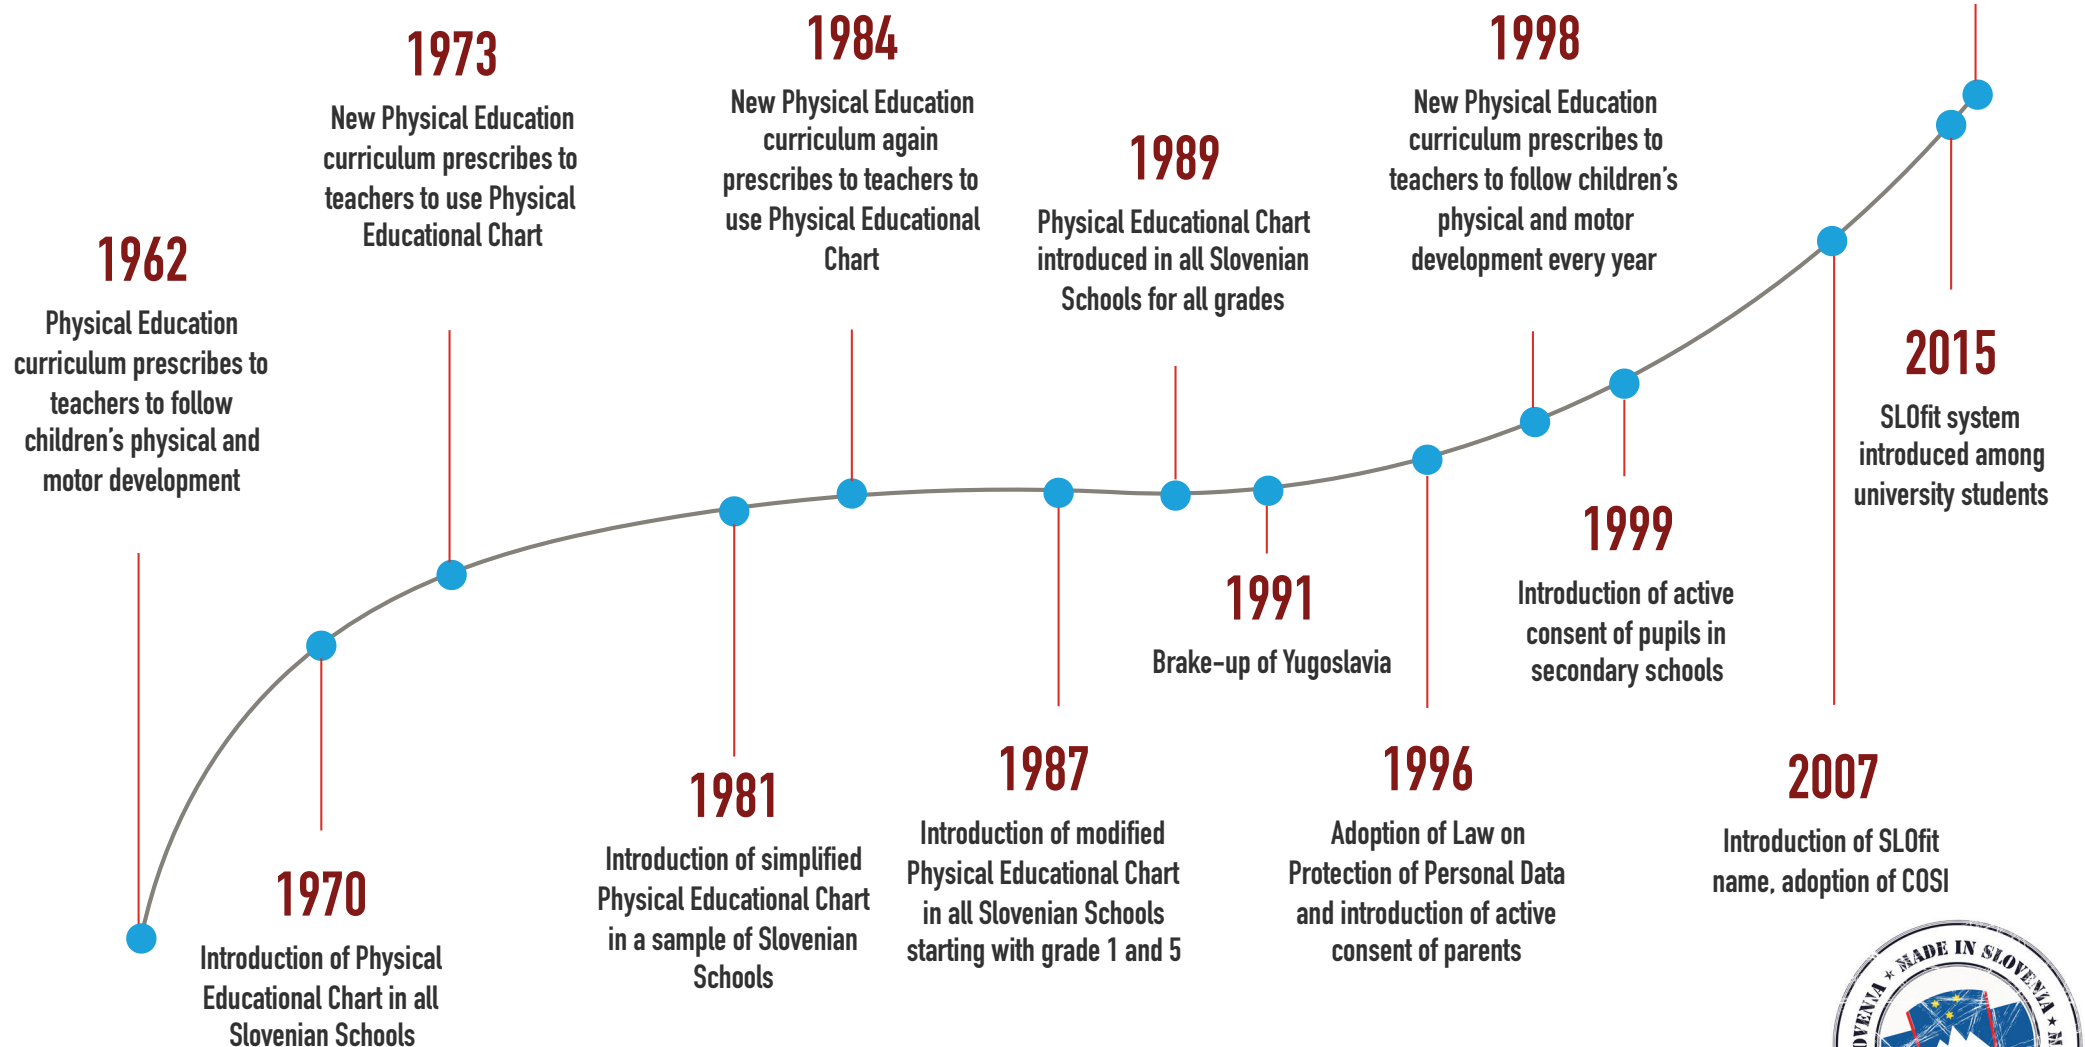 1962
Physical Education
curriculum prescribes to
teachers to follow
children's physical and
motor development
1970
Introduction of Physical
Educational Chart in all
Slovenian Schools
1973
New Physical Education
curriculum prescribes to
teachers to use Physical
Educational Chart
1981
Introduction of simplified
Physical Educational Chart
in a sample of Slovenian
Schools
1984
New Physical Education
curriculum again
prescribes to teachers to
use Physical Educational
Chart
1987
Introduction of modified
Physical Educational Chart
in all Slovenian Schools
starting with grade 1 and 5
1989
Physical Educational Chart
introduced in all Slovenian
Schools for all grades
1991
Brake-up of Yugoslavia
1996
Adoption of Law on
Protection of Personal Data
and introduction of active
consent of parents
1998
New Physical Education
curriculum prescribes to
teachers to follow children's
physical and motor
development every year
1999
Introduction of active
consent of pupils in
secondary schools
2007
Introduction of SLOfit
name, adoption of COSI
2015
SLOfit system
introduced among
university students
MADE IN SLOVENIA